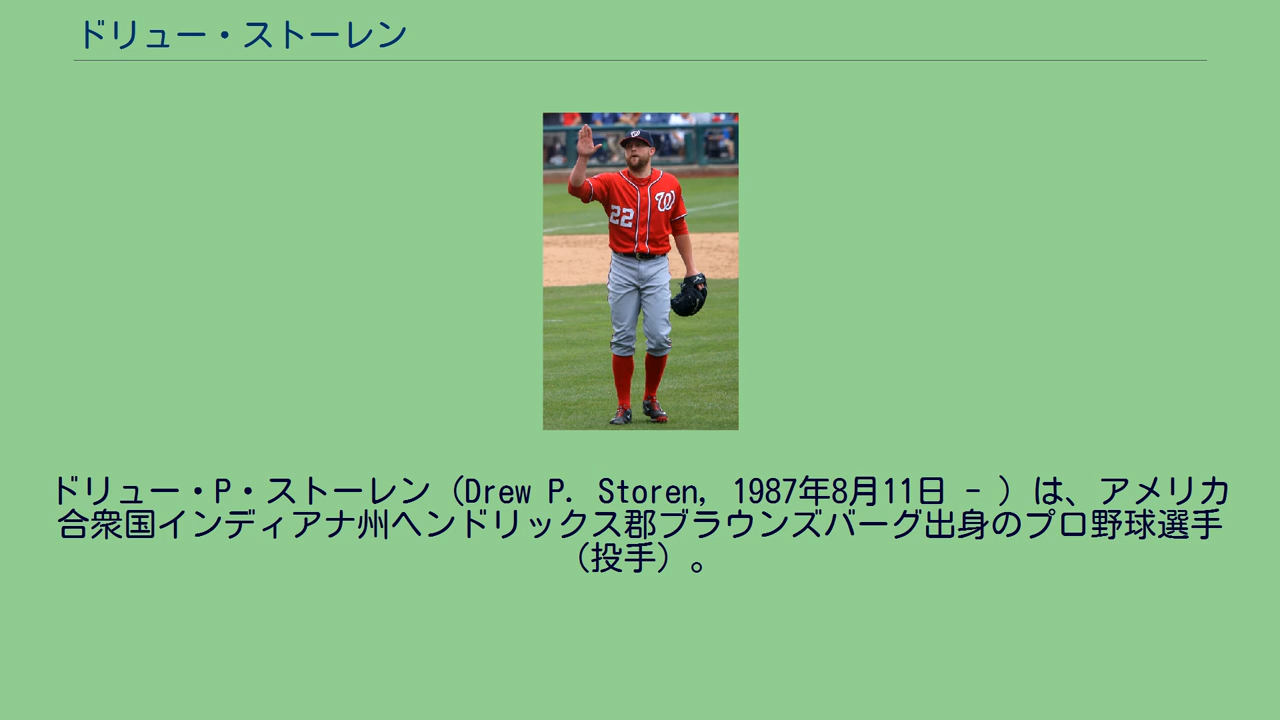 ドリュー・ストーレン
22
W
ドリュー・P・ストーレン（Drew P. Storen, 1987年8月11日 - ）は、アメリカ
合衆国インディアナ州ヘンドリックス郡ブラウンズバーグ出身のプロ野球選手
（投手）。